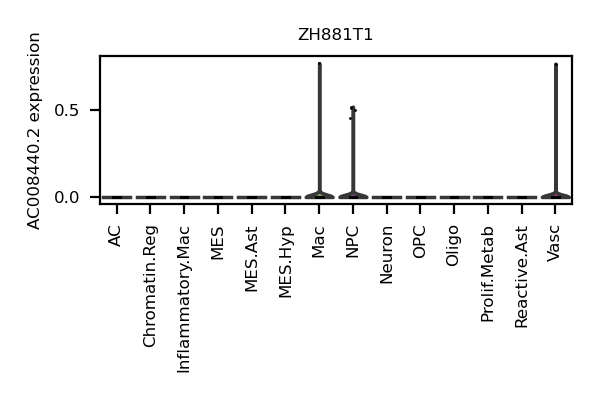 ZH881T1
AC008440.2 expression
0.5
0.0
AC
Chromatin.Reg
Inflammatory.Mac
MES
MES.Ast
MES.Hyp
Mac
NPC
Neuron
OPC
Oligo
Prolif.Metab
Reactive.Ast
Vasc